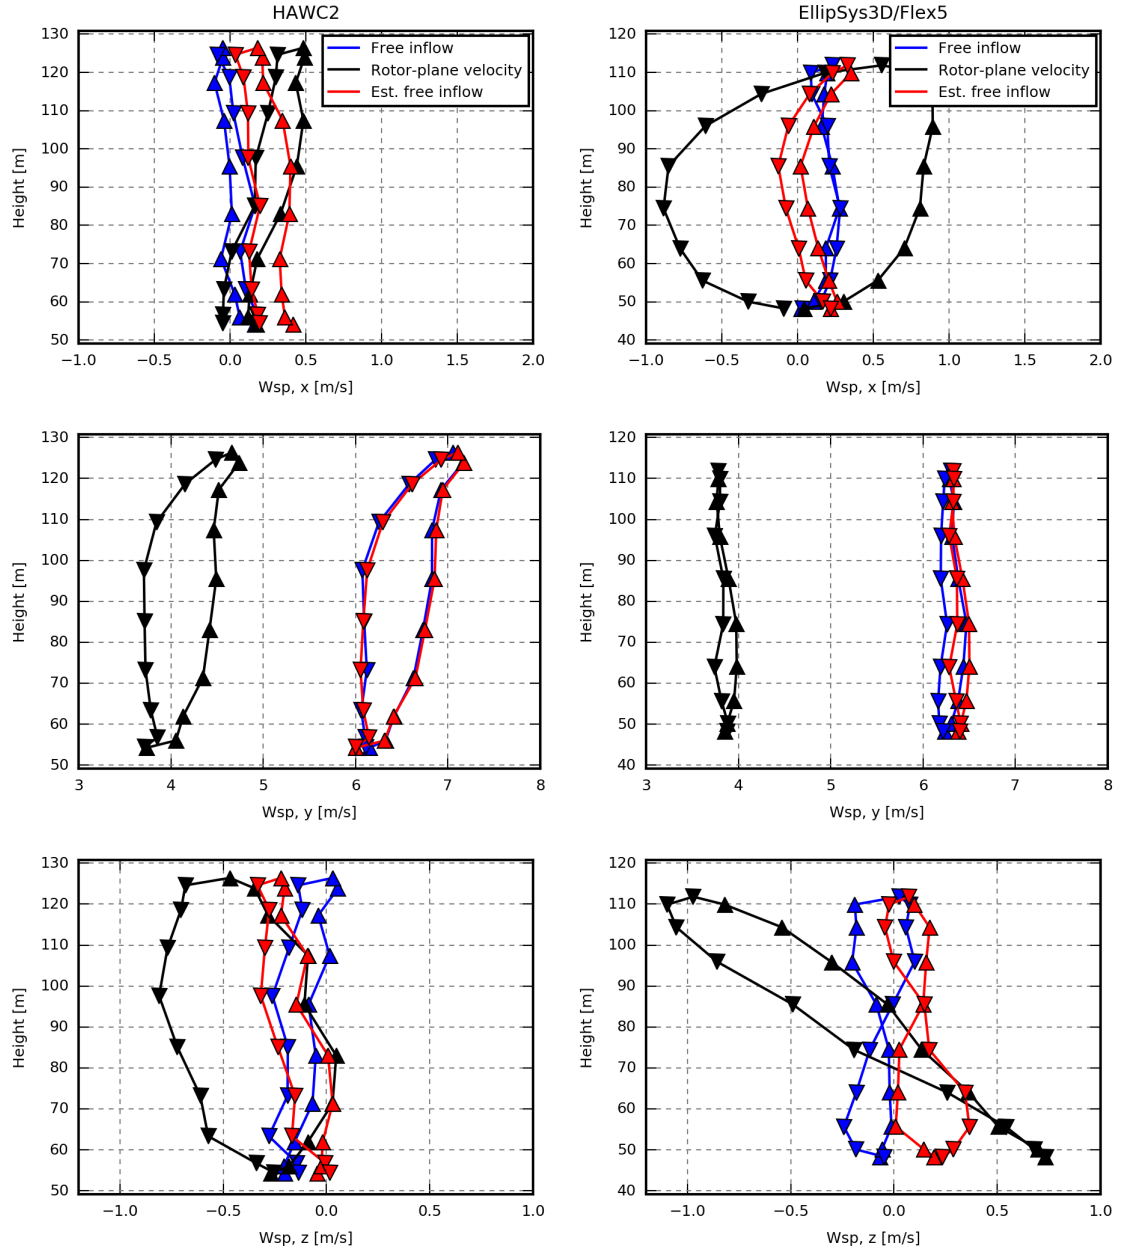 HAWC2
EllipSys3D/Flex5
130
120
110
100
90
80
70
60
50
Height [m]
Free inflow
Rotor-plane velocity
Est. free inflow
−1.0 −0.5 0.0 0.5 1.0 1.5 2.0
Wsp, x [m/s]
130
120
110
100
90
80
70
60
50
40
Height [m]
Free inflow
Rotor-plane velocity
Est. free inflow
−1.0 −0.5 0.0 0.5 1.0 1.5 2.0
Wsp, x [m/s]
130
120
110
100
90
80
70
60
50
Height [m]
3 4 5 6 7 8
Wsp, y [m/s]
120
110
100
90
80
70
60
50
40
Height [m]
3 4 5 6 7 8
Wsp, y [m/s]
130
120
110
100
90
80
70
60
50
Height [m]
−1.0 −0.5 0.0 0.5 1.0
Wsp, z [m/s]
120
110
100
90
80
70
60
50
40
Height [m]
−1.0 −0.5 0.0 0.5 1.0
Wsp, z [m/s]